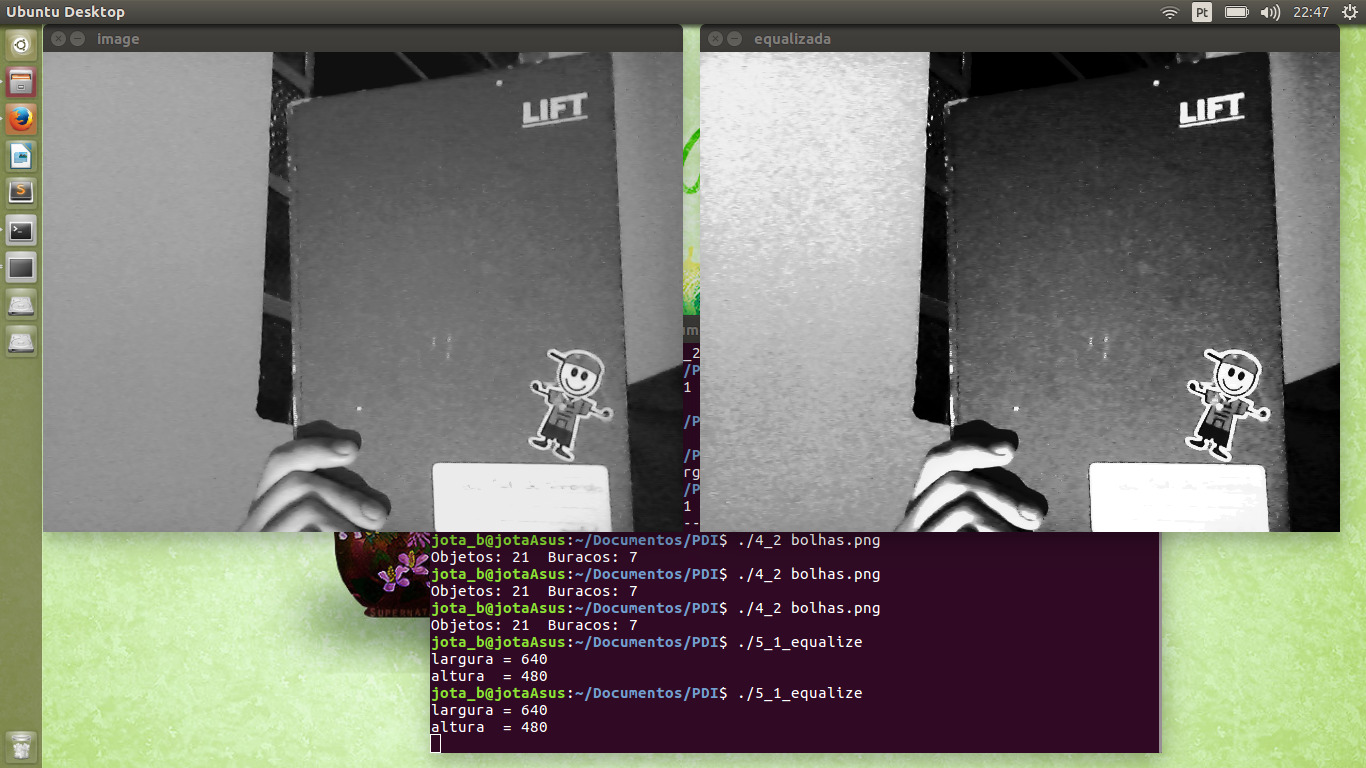 Ubuntu Desktop
Pt
22:47
image
equalizada
LIFT
LIFT
jota_b@jotaAsus:~/Documentos/PDI$ ./4_2 bolhas.png
Objetos: 21  Buracos: 7
jota_b@jotaAsus:~/Documentos/PDI$ ./4_2 bolhas.png
Objetos: 21  Buracos: 7
jota_b@jotaAsus:~/Documentos/PDI$ ./4_2 bolhas.png
Objetos: 21  Buracos: 7
jota_b@jotaAsus:~/Documentos/PDI$ ./5_1_equalize
largura = 640
altura  = 480
jota_b@jotaAsus:~/Documentos/PDI$ ./5_1_equalize
largura = 640
altura  = 480